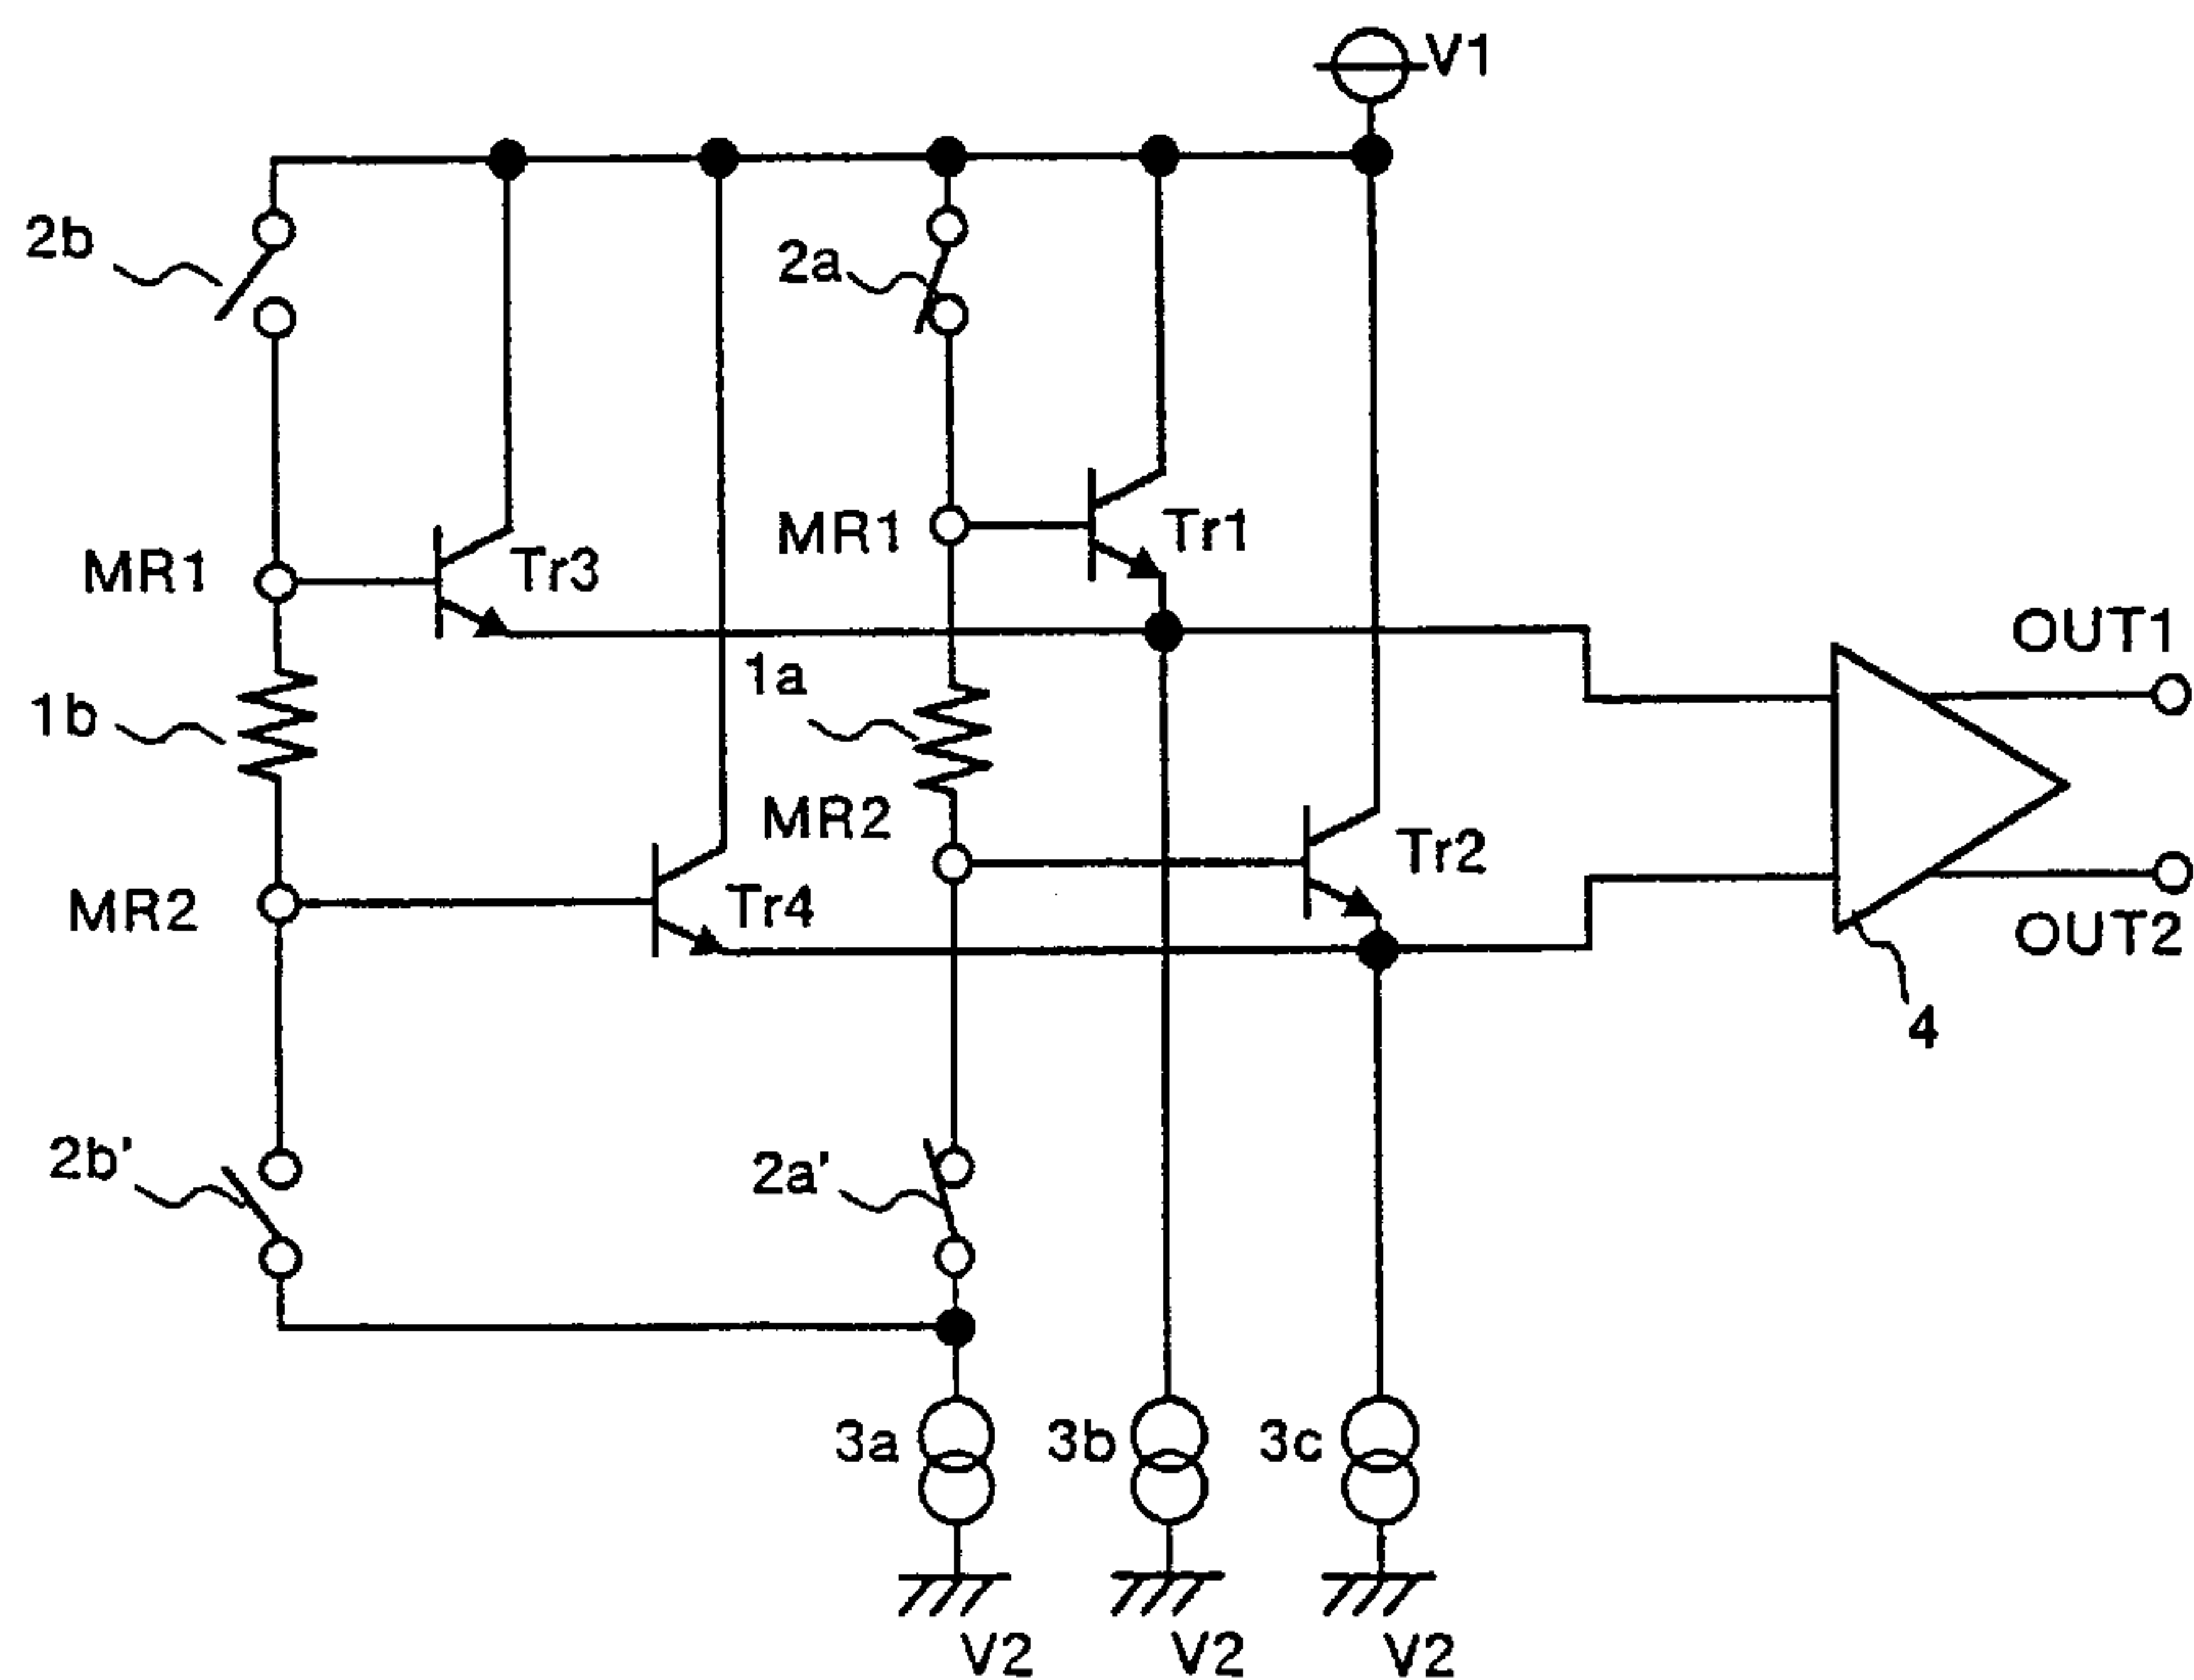 V1
2b
2a
MR1
Tr3
MR1
Tr1
OUT1
1b
1a
MR2
Tr2
MR2
Tr4
OUT2
4
2b'
2a'
3a
3b
3c
V2
V2
V2